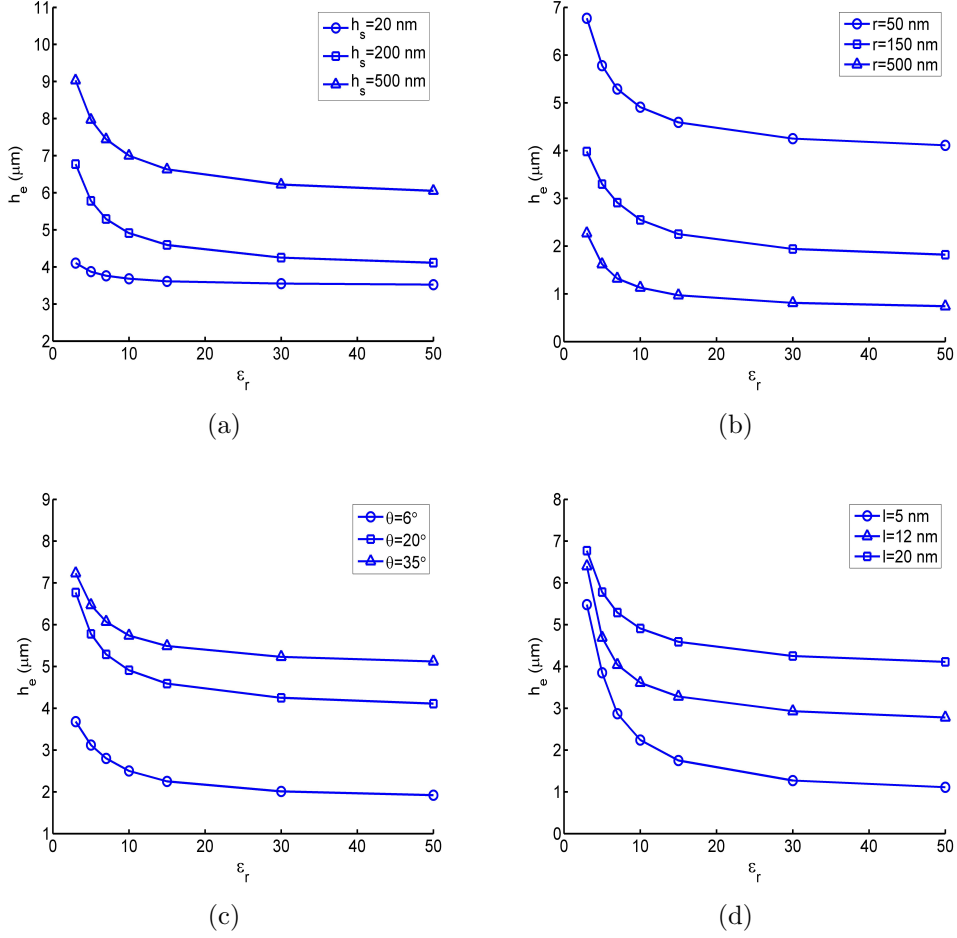 11
10
9
8
7
6
5
4
3
2
0 10 20 30 40 50
h_e (μm)
ε_r
h_s=20 nm
h_s=200 nm
h_s=500 nm
(a)
7
6
5
4
3
2
1
0
0 10 20 30 40 50
h_e (μm)
ε_r
r=50 nm
r=150 nm
r=500 nm
(b)
9
8
7
6
5
4
3
2
1
0 10 20 30 40 50
h_e (μm)
ε_r
θ=6°
θ=20°
θ=35°
(c)
8
7
6
5
4
3
2
1
0
0 10 20 30 40 50
h_e (μm)
ε_r
l=5 nm
l=12 nm
l=20 nm
(d)